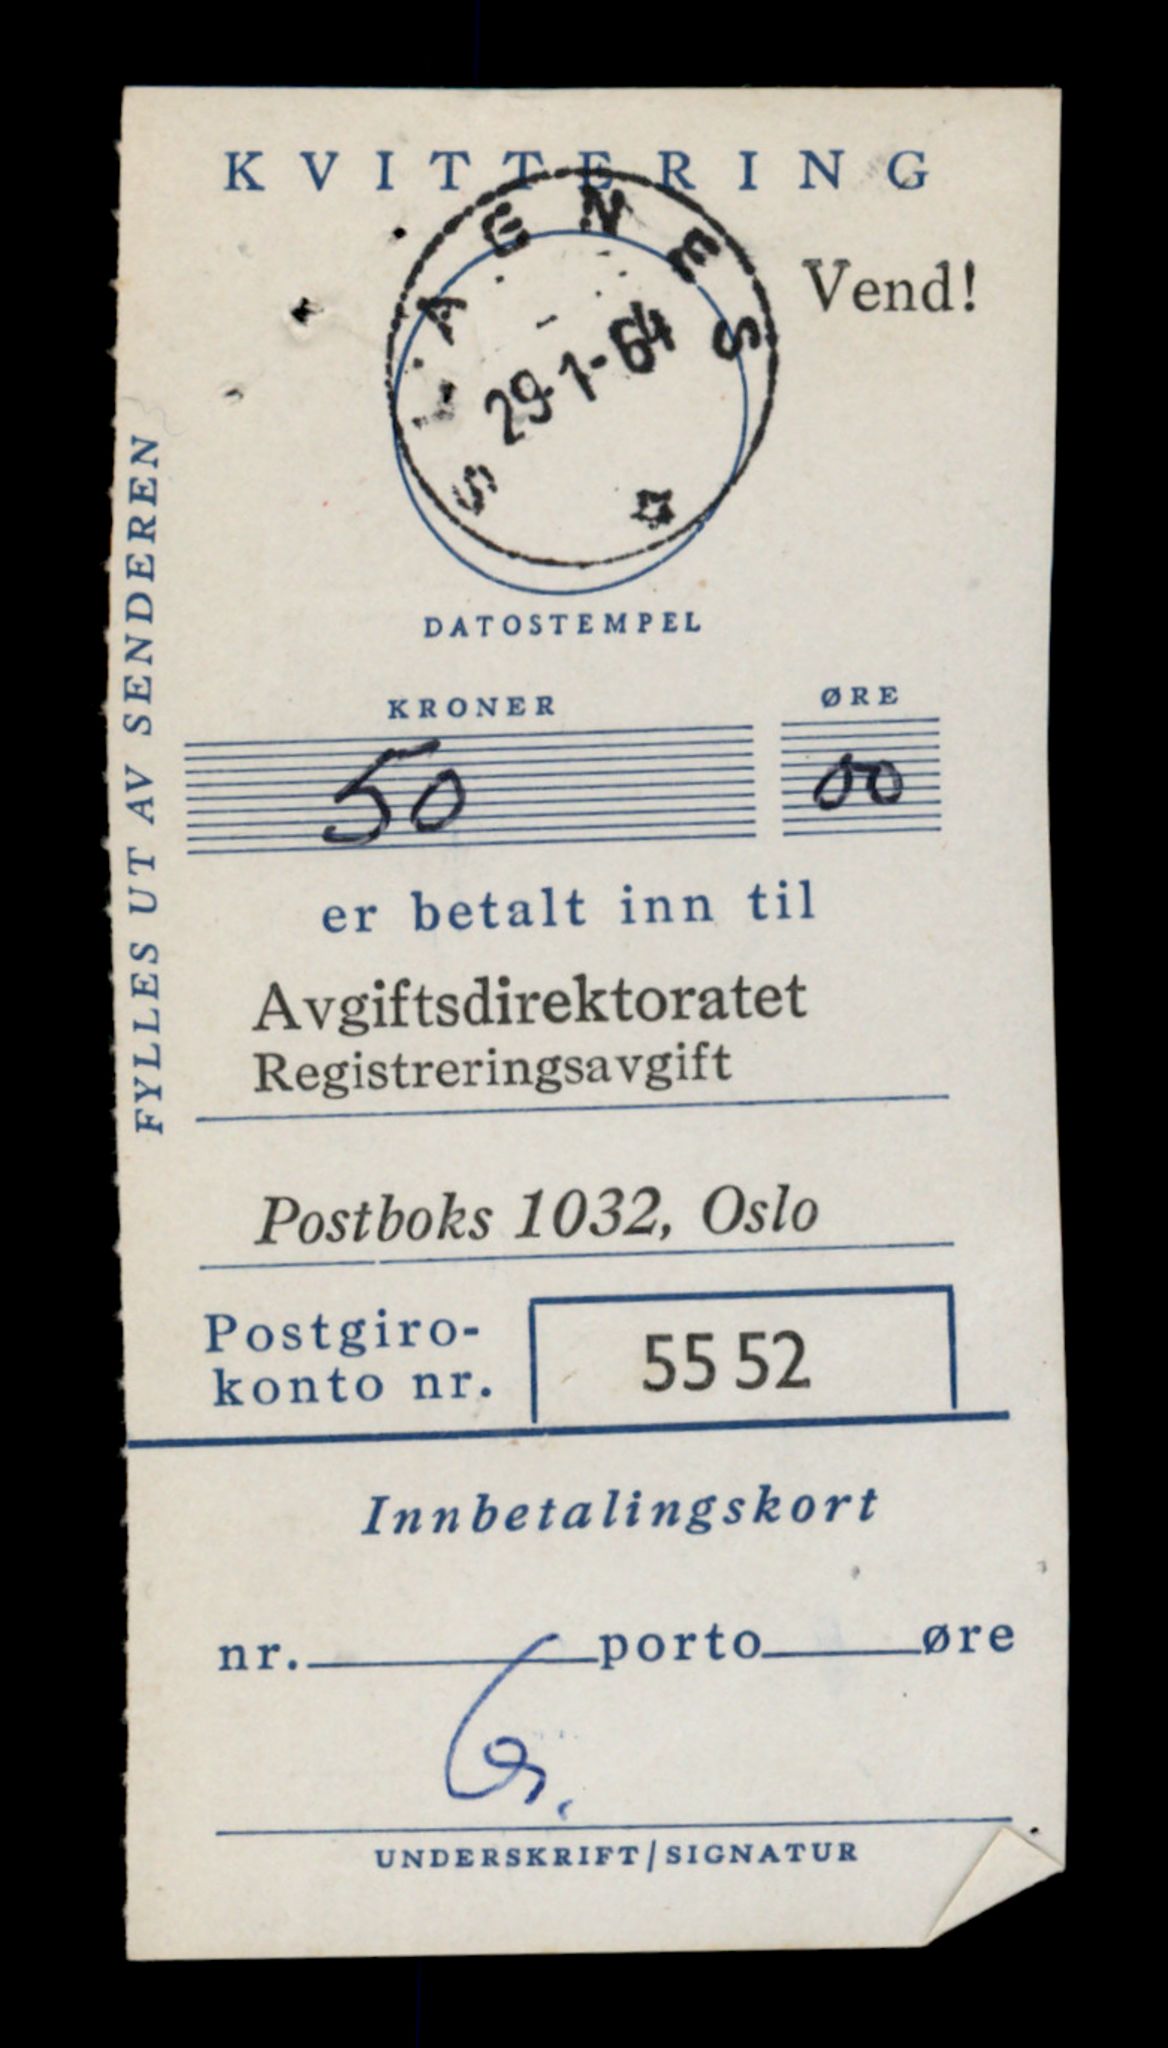 KVITTERING
Vend!
29-1-64
DATOSTEMPEL
KRONER
ØRE
50
00
er betalt inn til
Avgiftsdirektoratet
Registreringsavgift
Postboks 1032, Oslo
Postgiro-
konto nr.
55 52
Innbetalingskort
nr. porto øre
UNDERSKRIFT/SIGNATUR
FYLLES UT AV SENDEREN